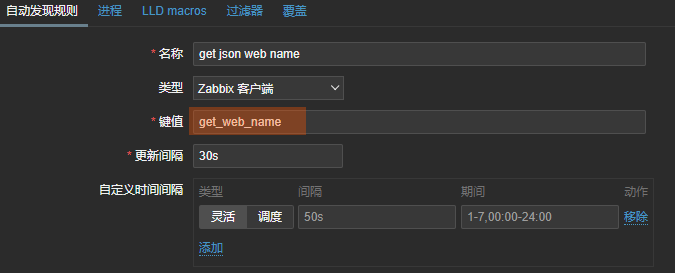 自动发现规则 进程 LLD macros 过滤器 覆盖
* 名称 get json web name
类型 Zabbix 客户端
* 键值 get_web_name
* 更新间隔 30s
自定义时间间隔 类型 间隔 期间 动作
灵活 调度 50s 1-7,00:00-24:00 移除
添加